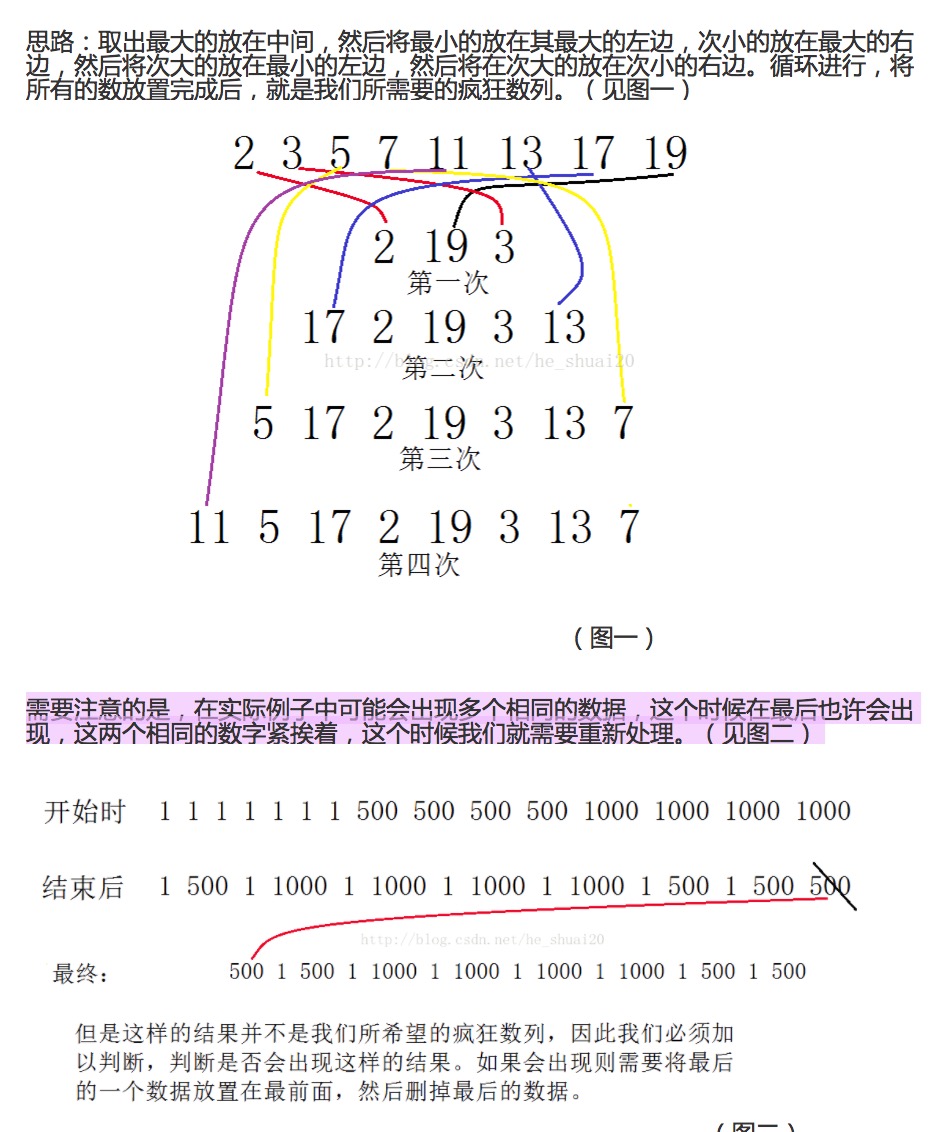 思路：取出最大的放在中间，然后将最小的放在其最大的左边，次小的放在最大的右
边，然后将次大的放在最小的左边，然后将在次大的放在次小的右边。循环进行，将
所有的数放置完成后，就是我们所需要的疯狂数列。（见图一）
2 3 5 7 11 13 17 19
2 19 3
第一次
17 2 19 3 13
http://blog.csdn.net/he_shuai20
第二次
5 17 2 19 3 13 7
第三次
11 5 17 2 19 3 13 7
第四次
（图一）
需要注意的是，在实际例子中可能会出现多个相同的数据，这个时候在最后也许会出
现，这两个相同的数字紧挨着，这个时候我们就需要重新处理。（见图二）
开始时 1 1 1 1 1 1 1 500 500 500 500 1000 1000 1000 1000
结束后 1 500 1 1000 1 1000 1 1000 1 1000 1 500 1 500 500
http://blog.csdn.net/he_shuai20
最终： 500 1 500 1 1000 1 1000 1 1000 1 1000 1 500 1 500
但是这样的结果并不是我们所希望的疯狂数列，因此我们必须加
以判断，判断是否会出现这样的结果。如果会出现则需要将最后
的一个数据放置在最前面，然后删掉最后的数据。